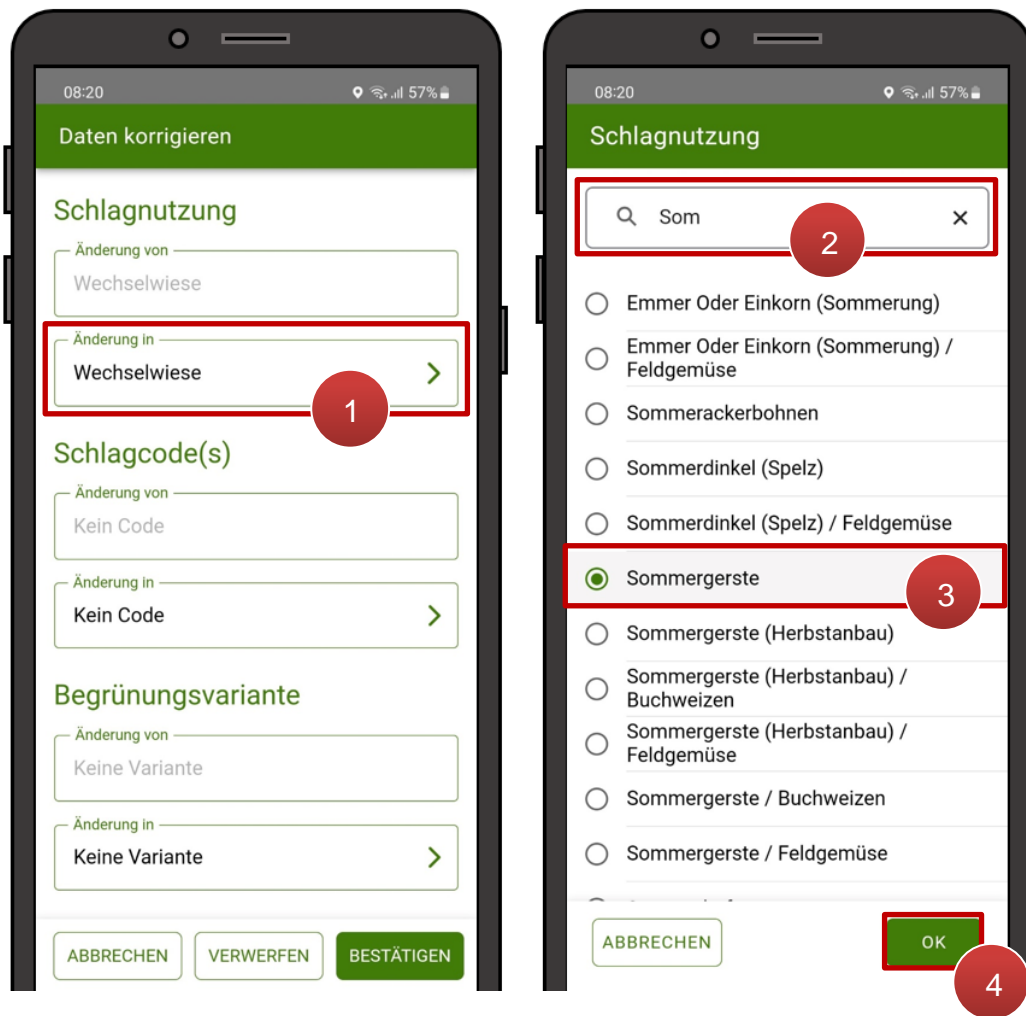 08:20
57%
Daten korrigieren
Schlagnutzung
Änderung von
Wechselwiese
Änderung in
Wechselwiese
1
Schlagcode(s)
Änderung von
Kein Code
Änderung in
Kein Code
Begrünungsvariante
Änderung von
Keine Variante
Änderung in
Keine Variante
ABBRECHEN
VERWERFEN
BESTÄTIGEN
08:20
57%
Schlagnutzung
Som
2
Emmer Oder Einkorn (Sommerung)
Emmer Oder Einkorn (Sommerung) /
Feldgemüse
Sommerackerbohnen
Sommerdinkel (Spelz)
Sommerdinkel (Spelz) / Feldgemüse
Sommergerste
3
Sommergerste (Herbstanbau)
Sommergerste (Herbstanbau) /
Buchweizen
Sommergerste (Herbstanbau) /
Feldgemüse
Sommergerste / Buchweizen
Sommergerste / Feldgemüse
ABBRECHEN
OK
4